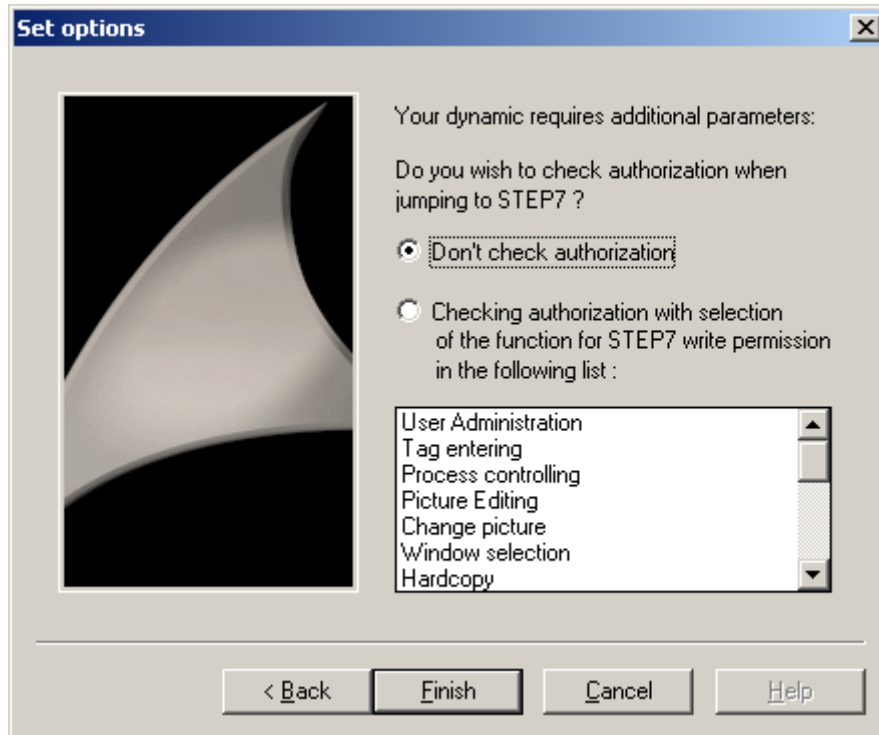 Set options
Your dynamic requires additional parameters:
Do you wish to check authorization when
jumping to STEP7 ?
Don't check authorization
Checking authorization with selection
of the function for STEP7 write permission
in the following list :
User Administration
Tag entering
Process controlling
Picture Editing
Change picture
Window selection
Hardcopy
< Back Finish Cancel Help